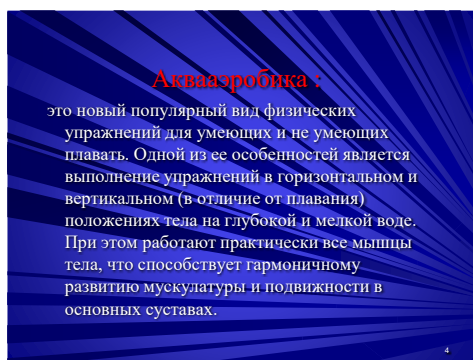 Аквааэробика :
это новый популярный вид физических
упражнений для умеющих и не умеющих
плавать. Одной из ее особенностей является
выполнение упражнений в горизонтальном и
вертикальном (в отличие от плавания)
положениях тела на глубокой и мелкой воде.
При этом работают практически все мышцы
тела, что способствует гармоничному
развитию мускулатуры и подвижности в
основных суставах.
4